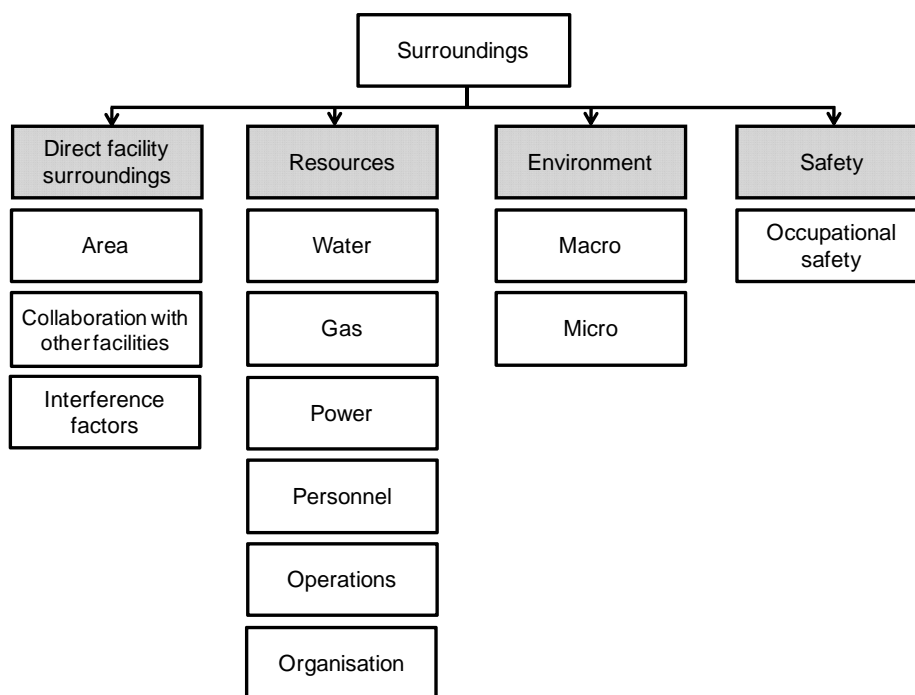 Surroundings
Direct facility
surroundings
Resources
Environment
Safety
Area
Water
Macro
Occupational
safety
Collaboration with
other facilities
Gas
Micro
Interference
factors
Power
Personnel
Operations
Organisation